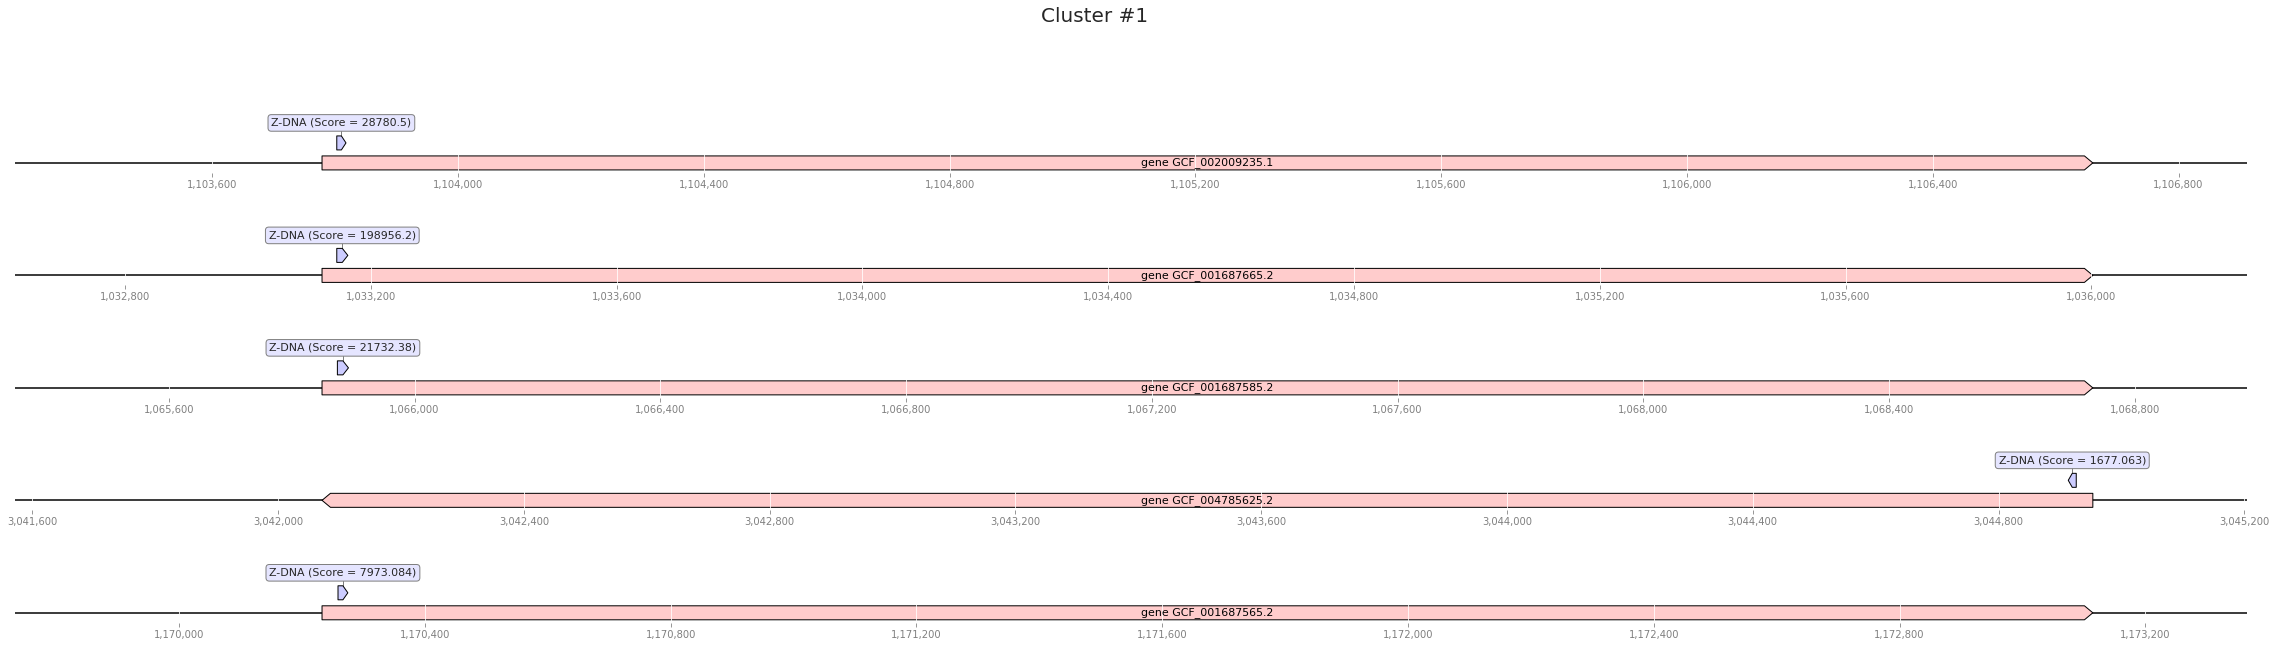 Cluster #1
Z-DNA (Score = 28780.5)
gene GCF_002009235.1
1,103,600 1,104,000 1,104,400 1,104,800 1,105,200 1,105,600 1,106,000 1,106,400 1,106,800
Z-DNA (Score = 198956.2)
gene GCF_001687665.2
1,032,800 1,033,200 1,033,600 1,034,000 1,034,400 1,034,800 1,035,200 1,035,600 1,036,000
Z-DNA (Score = 21732.38)
gene GCF_001687585.2
1,065,600 1,066,000 1,066,400 1,066,800 1,067,200 1,067,600 1,068,000 1,068,400 1,068,800
Z-DNA (Score = 1677.063)
gene GCF_004785625.2
3,041,600 3,042,000 3,042,400 3,042,800 3,043,200 3,043,600 3,044,000 3,044,400 3,044,800 3,045,200
Z-DNA (Score = 7973.084)
gene GCF_001687565.2
1,170,000 1,170,400 1,170,800 1,171,200 1,171,600 1,172,000 1,172,400 1,172,800 1,173,200